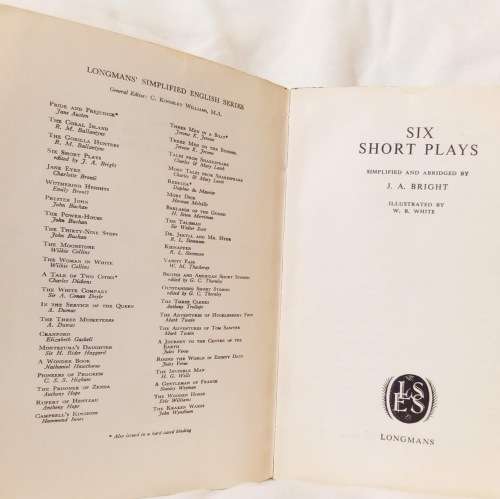 LONGMANS' SIMPLIFIED ENGLISH SERIES
General Editor: C. Kingsley Williams, M.A.
Pride and Prejudice*
Jane Austen
The Coral Island
R. M. Ballantyne
The Gorilla Hunters
R. M. Ballantyne
Six Short Plays
edited by J. A. Bright
Jane Eyre
Charlotte Brontë
Wuthering Heights
Emily Brontë
Prester John
John Buchan
The Power-House
John Buchan
The Thirty-Nine Steps
John Buchan
The Moonstone
Wilkie Collins
The Woman in White
Wilkie Collins
A Tale of Two Cities*
Charles Dickens
The White Company
Sir A. Conan Doyle
In the Service of the Queen
A. Dumas
The Three Musketeers
A. Dumas
Cranford
Elizabeth Gaskell
Montezuma's Daughter
Sir H. Rider Haggard
A Wonder Book
Nathaniel Hawthorne
Pioneers of Progress
C. S. S. Higham
The Prisoner of Zenda
Anthony Hope
Rupert of Hentzau
Anthony Hope
Campbell's Kingdom
Hammond Innes
Three Men in a Boat*
Jerome K. Jerome
Three Men on the Bummel
Jerome K. Jerome
Tales from Shakespeare
Charles & Mary Lamb
More Tales from Shakespeare
Charles & Mary Lamb
Rebecca*
Daphne du Maurier
Moby Dick
Herman Melville
Brigands of the
H. Seton Merriman
The Talisman
Sir Walter Scott
Dr. Jekyll and Mr. Hyde
R. L. Stevenson
Kidnapped
R. L. Stevenson
Vanity Fair
W. M. Thackeray
British and American Short Stories
edited by G. C. Thornley
Outstanding Short Stories
edited by G. C. Thornley
The Three Clerks
Anthony Trollope
The Adventures of Huckleberry Finn
Mark Twain
The Adventures of Tom Sawyer
Mark Twain
A Journey to the Centre of the
Earth
Jules Verne
Round the World in Eighty Days
Jules Verne
The Invisible Man
H. G. Wells
A Gentleman of France
Stanley Weyman
The Wooden Horse
Eric Williams
The Kraken Wakes
John Wyndham
* Also issued in a hard cased binding
SIX
SHORT PLAYS
SIMPLIFIED AND ABRIDGED BY
J. A. BRIGHT
ILLUSTRATED BY
W. R. WHITE
LS
ES
LONGMANS